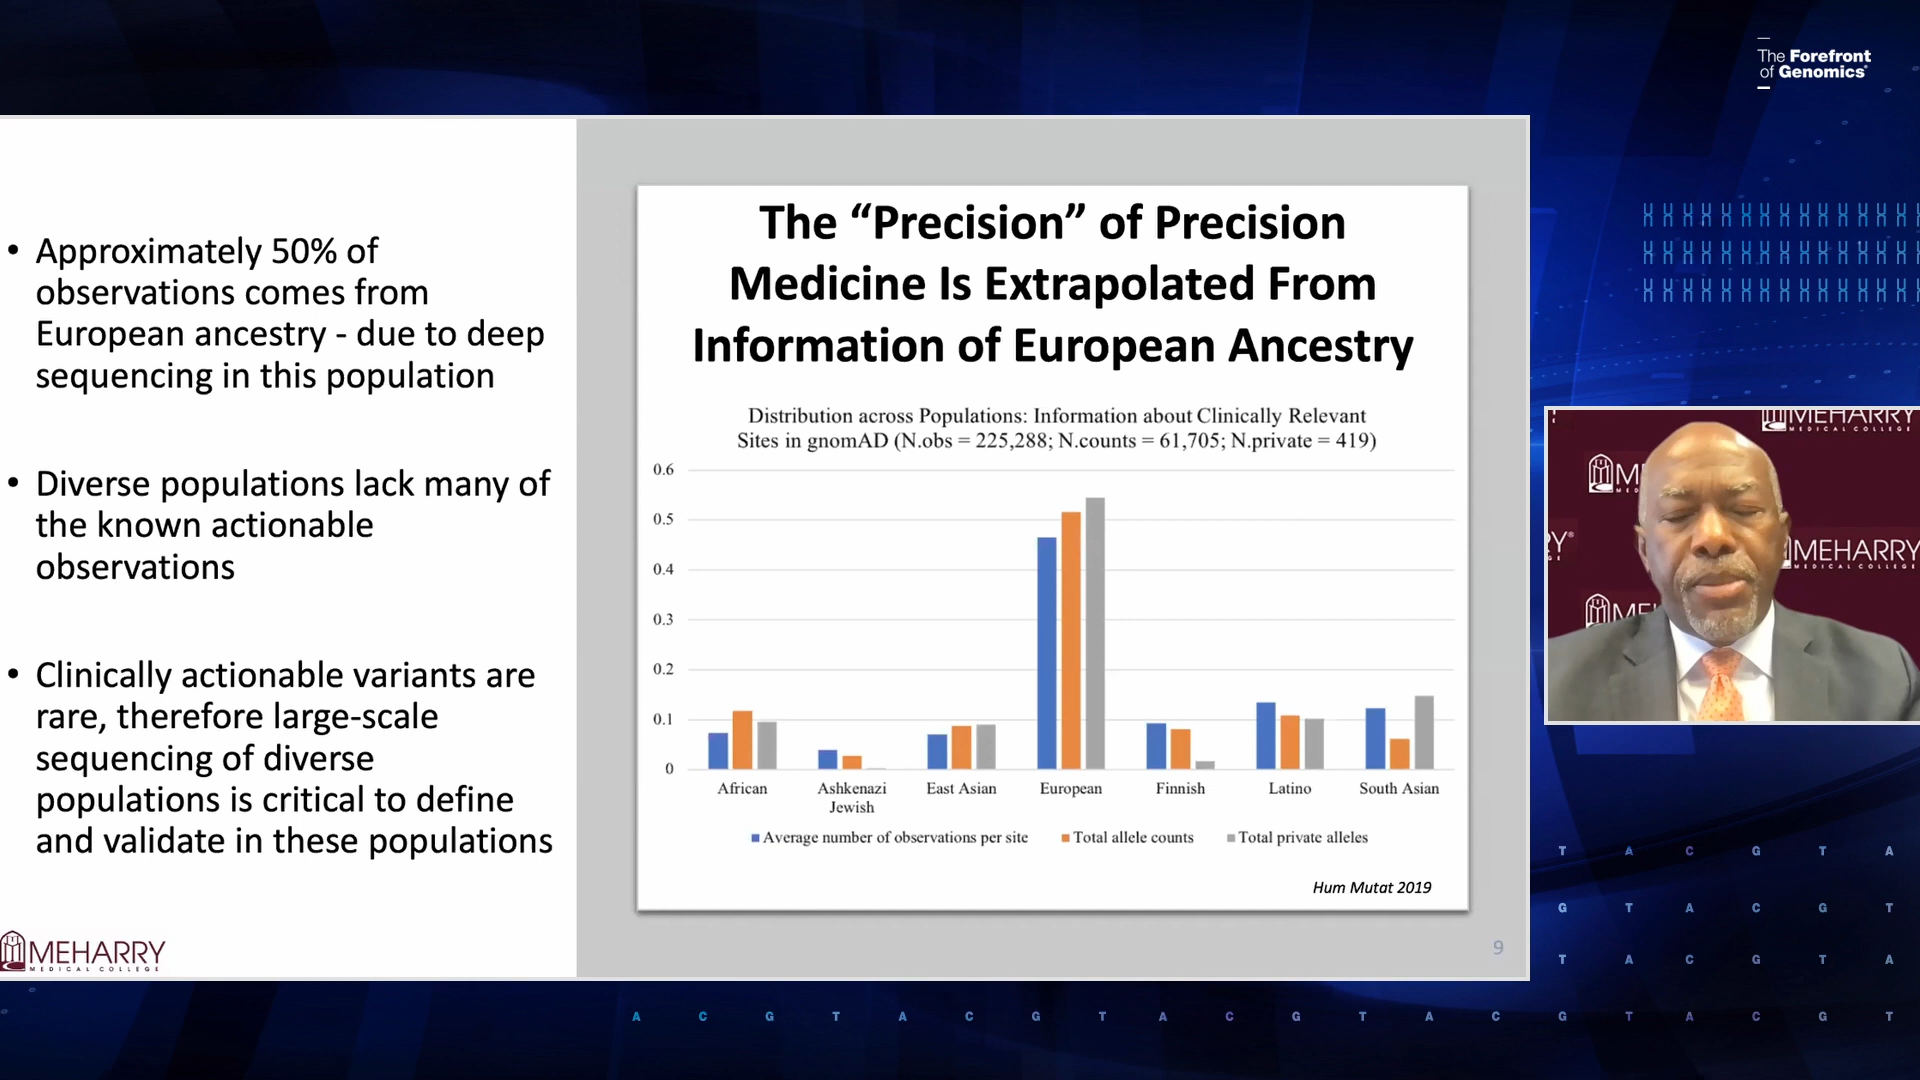 The Forefront
of Genomics®
• Approximately 50% of
observations comes from
European ancestry - due to deep
sequencing in this population
• Diverse populations lack many of
the known actionable
observations
• Clinically actionable variants are
rare, therefore large-scale
sequencing of diverse
populations is critical to define
and validate in these populations
MEHARRY
MEDICAL COLLEGE
The “Precision” of Precision
Medicine Is Extrapolated From
Information of European Ancestry
Distribution across Populations: Information about Clinically Relevant
Sites in gnomAD (N.obs = 225,288; N.counts = 61,705; N.private = 419)
0.6
0.5
0.4
0.3
0.2
0.1
0
African
Ashkenazi
Jewish
East Asian
European
Finnish
Latino
South Asian
Average number of observations per site
Total allele counts
Total private alleles
Hum Mutat 2019
9
MEHARRY
MEDICAL COLLEGE
MEHARRY
MEDICAL COLLEGE
T A C G T A
G T A C G T
T A C G T A
A C G T A C G T A C G T A C G T A C G T